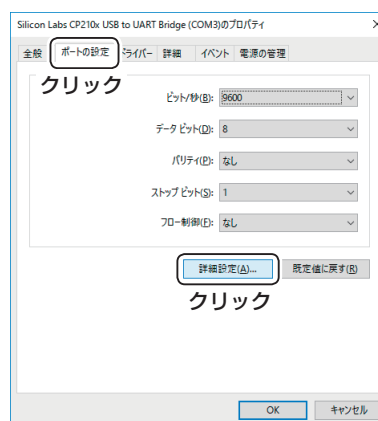 Silicon Labs CP210x USB to UART Bridge (COM3)のプロパティ
全般 ポートの設定 ドライバー 詳細 イベント 電源の管理
クリック
ビット/秒(B): 9600
データ ビット(D): 8
パリティ(P): なし
ストップ ビット(S): 1
フロー制御(F): なし
詳細設定(A)... 既定値に戻す(R)
クリック
OK キャンセル